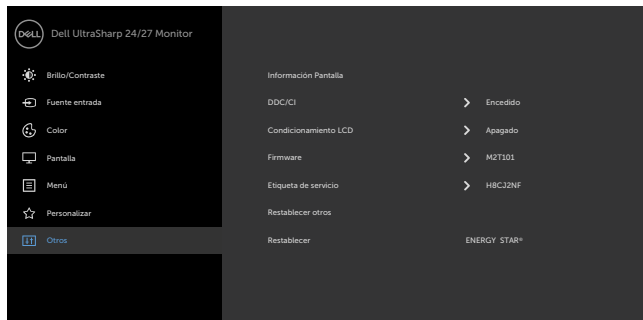 DELL Dell UltraSharp 24/27 Monitor
Brillo/Contraste Información Pantalla
Fuente entrada DDC/CI Encedido
Color Condicionamiento LCD Apagado
Pantalla Firmware M2T101
Menú Etiqueta de servicio H8CJ2NF
Personalizar Restablecer otros
Otros Restablecer ENERGY STAR®